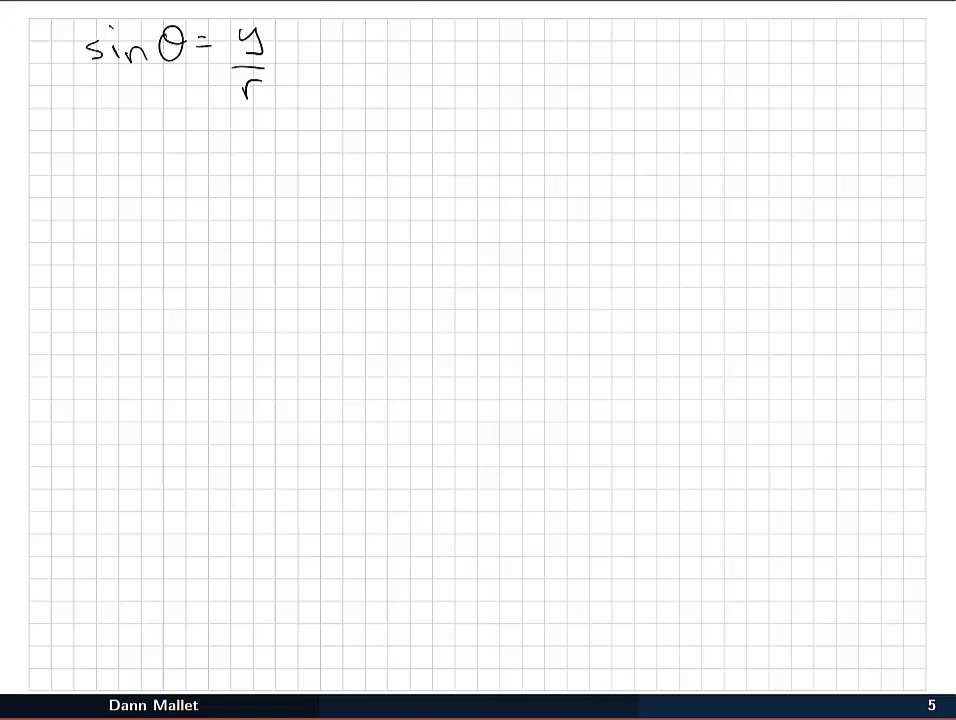 sin θ = y/r
Dann Mallet 5